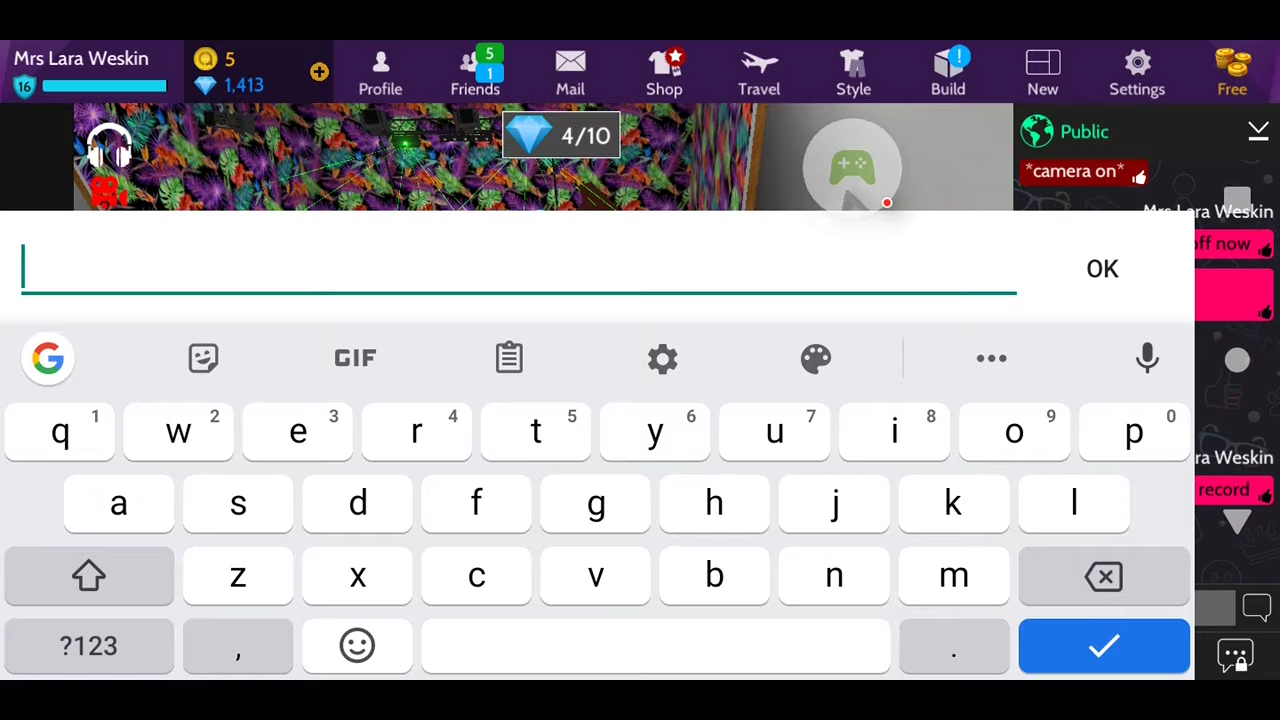 Mrs Lara Weskin
16
5
1,413
Profile
5
1
Friends
Mail
Shop
Travel
Style
!
Build
New
Settings
Free
4/10
Public
*camera on*
Mrs Lara Weskin
off now
OK
GIF
q 1 w 2 e 3 r 4 t 5 y 6 u 7 i 8 o 9 p 0
ra Weskin
record
a s d f g h j k l
z x c v b n m
?123 , .